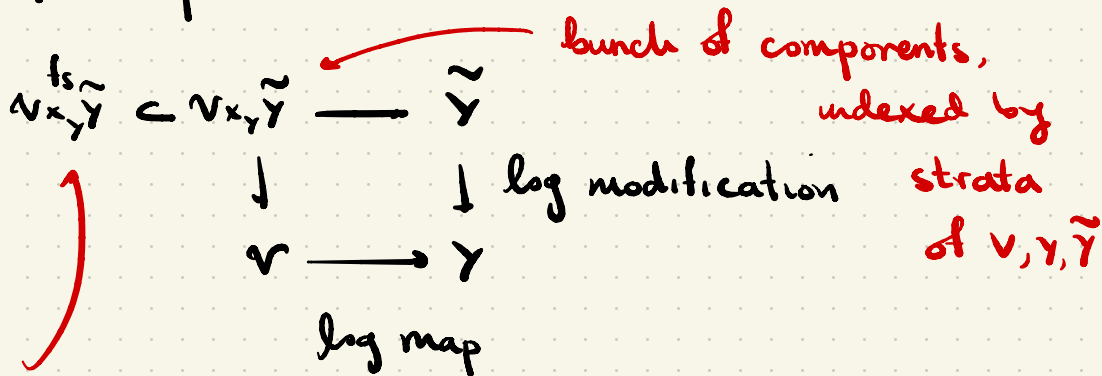 bunch of components,
indexed by
strata
of V, Y, Ỹ
V ×_Y^{fs} Ỹ ⊂ V ×_Y Ỹ — Ỹ
↓ ↓ log modification
V → Y
log map